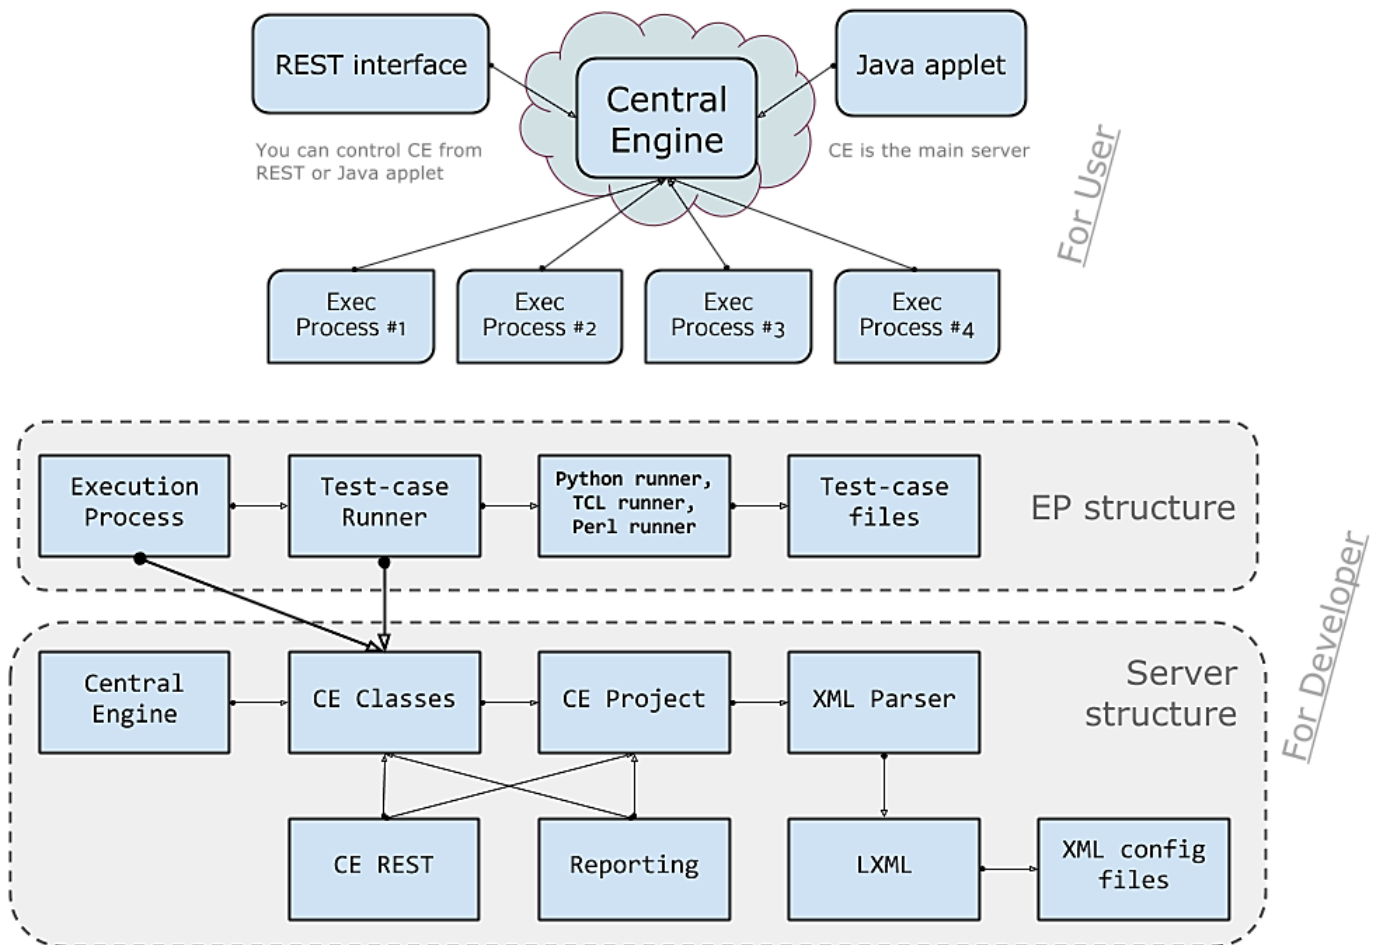 REST interface
Central
Engine
Java applet
You can control CE from
REST or Java applet
CE is the main server
For User
Exec
Process #1
Exec
Process #2
Exec
Process #3
Exec
Process #4
Execution
Process
Test-case
Runner
Python runner,
TCL runner,
Perl runner
Test-case
files
EP structure
For Developer
Central
Engine
CE Classes
CE Project
XML Parser
Server
structure
CE REST
Reporting
LXML
XML config
files